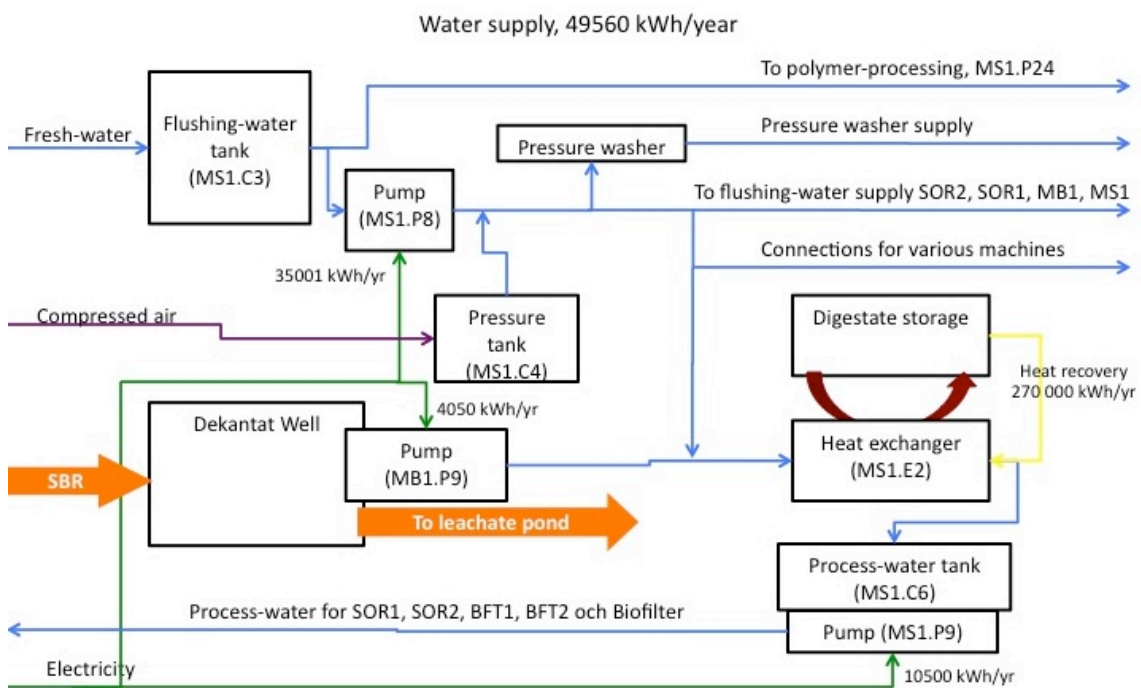 Water supply, 49560 kWh/year
To polymer-processing, MS1.P24
Fresh-water
Flushing-water
tank
(MS1.C3)
Pressure washer supply
Pressure washer
Pump
(MS1.P8)
To flushing-water supply SOR2, SOR1, MB1, MS1
Connections for various machines
35001 kWh/yr
Compressed air
Pressure
tank
(MS1.C4)
Digestate storage
Heat recovery
270 000 kWh/yr
4050 kWh/yr
Dekantat Well
Pump
(MB1.P9)
Heat exchanger
(MS1.E2)
SBR
To leachate pond
Process-water tank
(MS1.C6)
Process-water for SOR1, SOR2, BFT1, BFT2 och Biofilter
Pump (MS1.P9)
Electricity
10500 kWh/yr